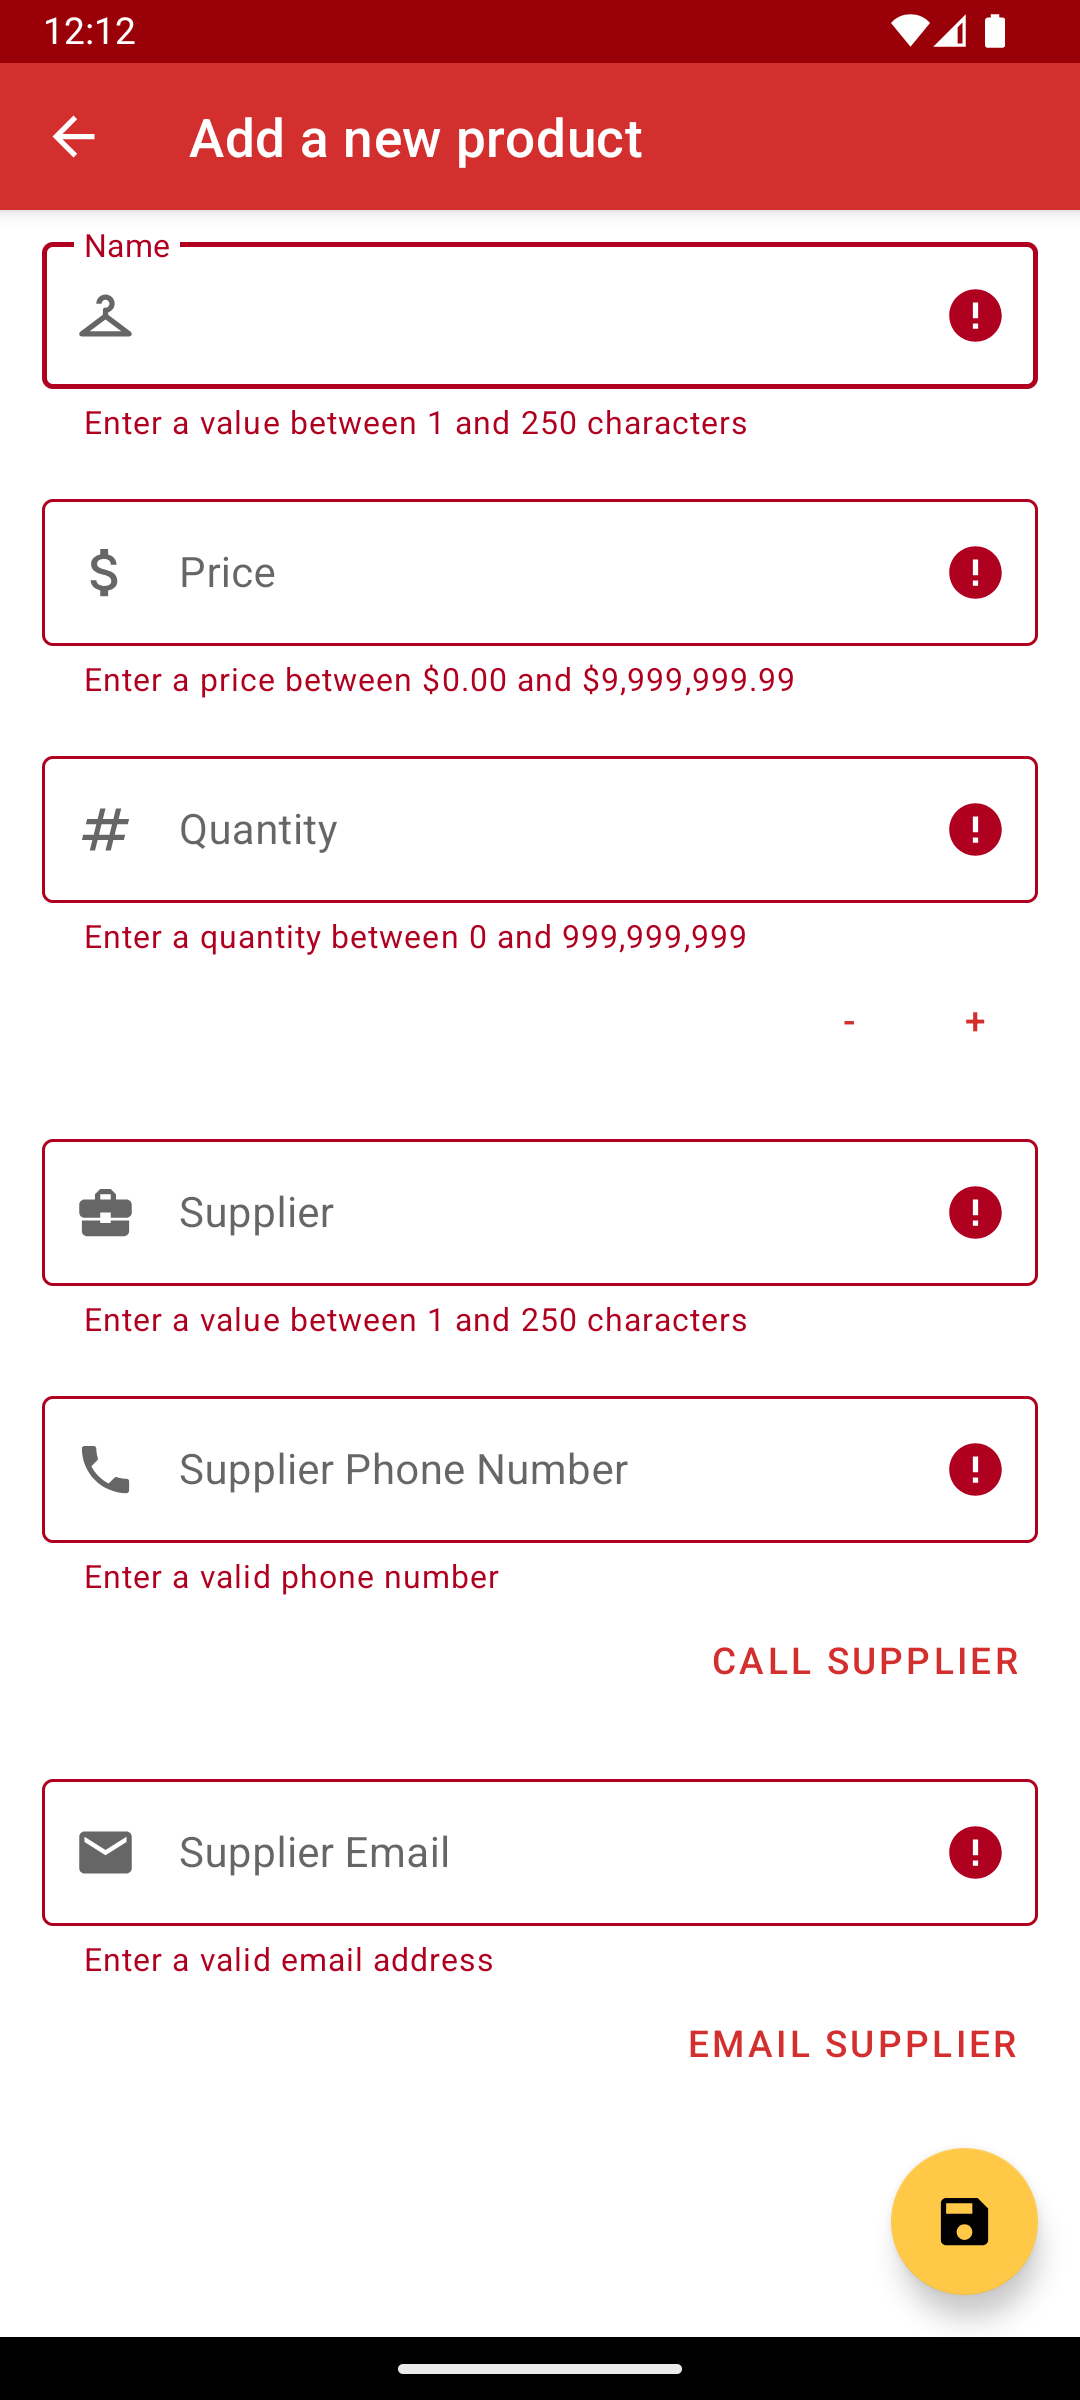 12:12
Add a new product
Name
Enter a value between 1 and 250 characters
Price
Enter a price between $0.00 and $9,999,999.99
Quantity
Enter a quantity between 0 and 999,999,999
- +
Supplier
Enter a value between 1 and 250 characters
Supplier Phone Number
Enter a valid phone number
CALL SUPPLIER
Supplier Email
Enter a valid email address
EMAIL SUPPLIER